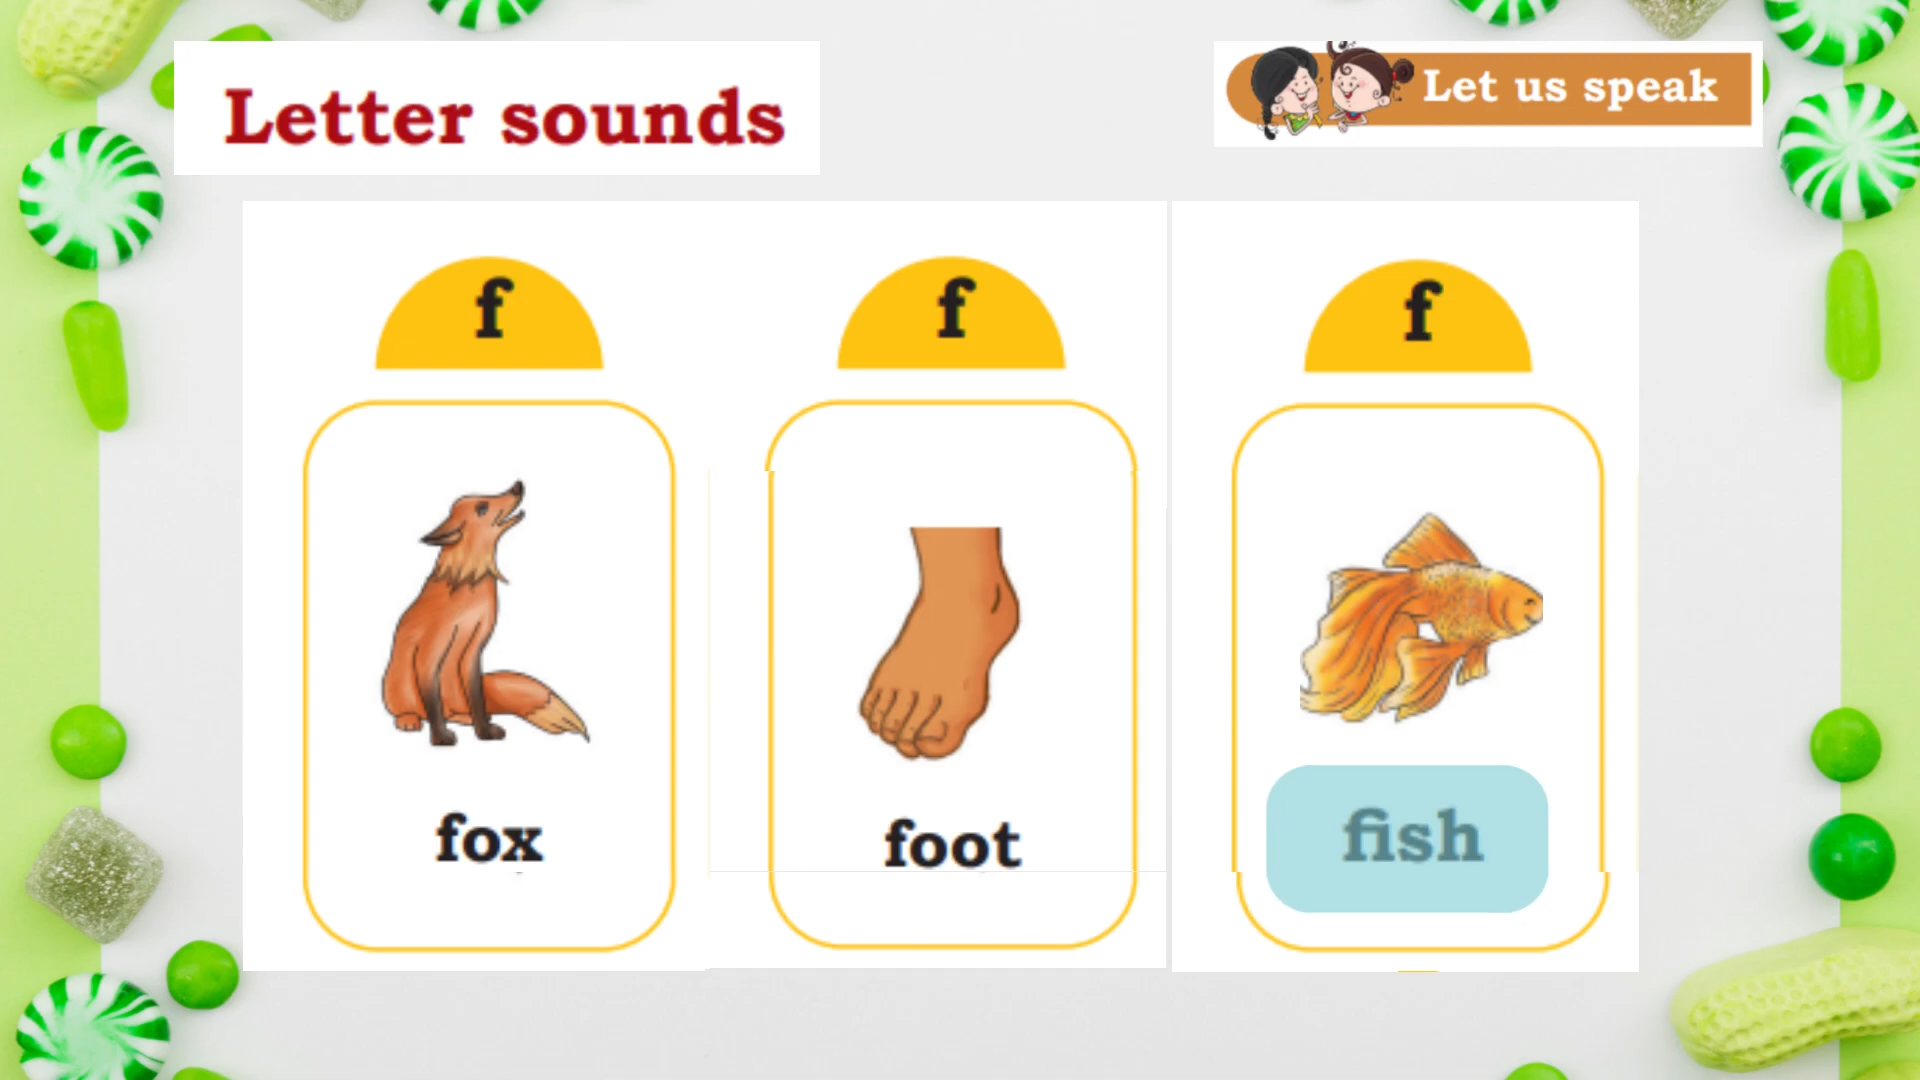 Letter sounds
Let us speak
f
f
f
fox
foot
fish